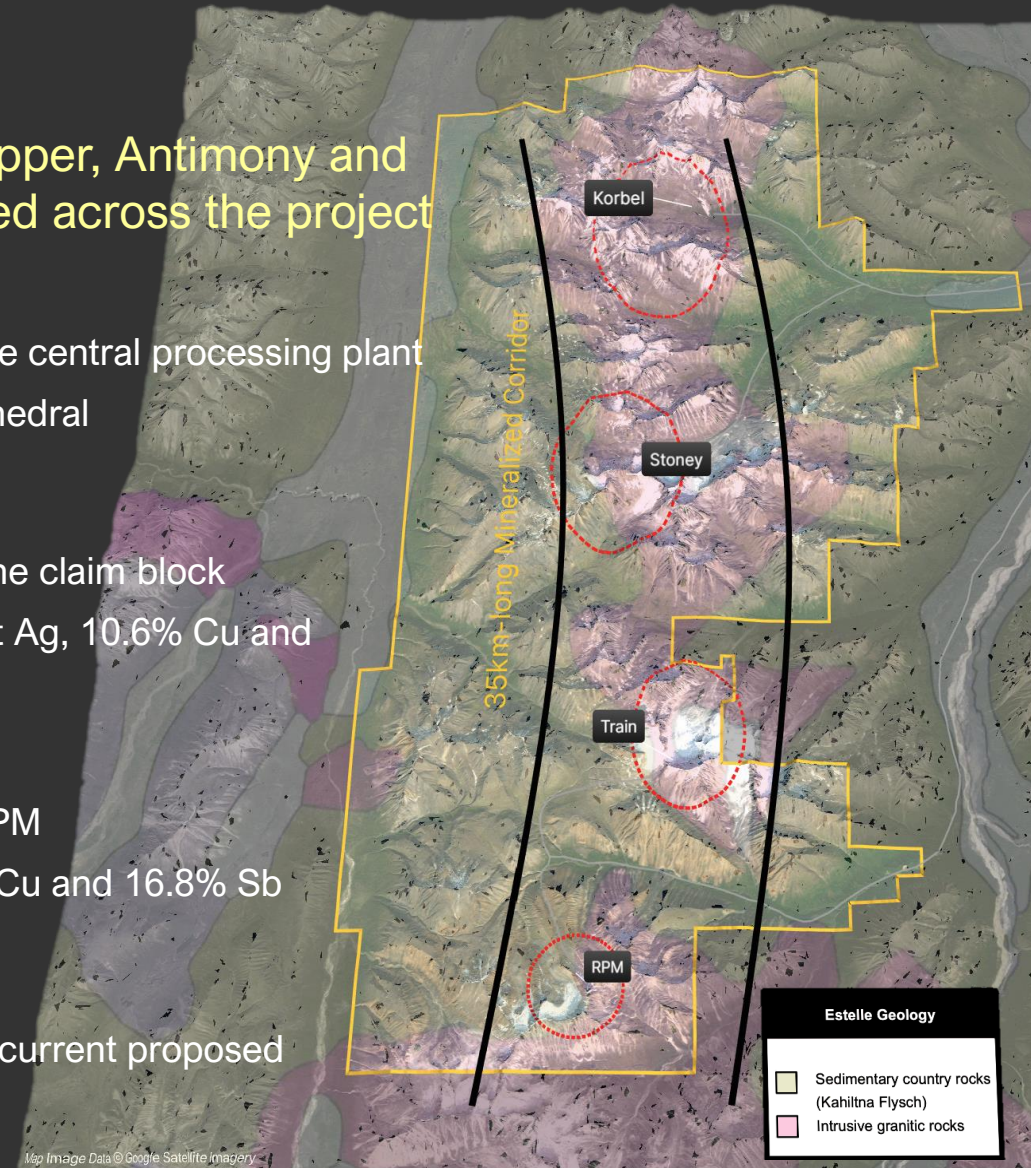 pper, Antimony and
ed across the project
e central processing plant
hedral
ne claim block
t Ag, 10.6% Cu and
PM
Cu and 16.8% Sb
current proposed
Korbel
35km-long Mineralized Corridor
Stoney
Train
RPM
Estelle Geology
Sedimentary country rocks
(Kahiltna Flysch)
Intrusive granitic rocks
Map Image Data © Google Satellite Imagery